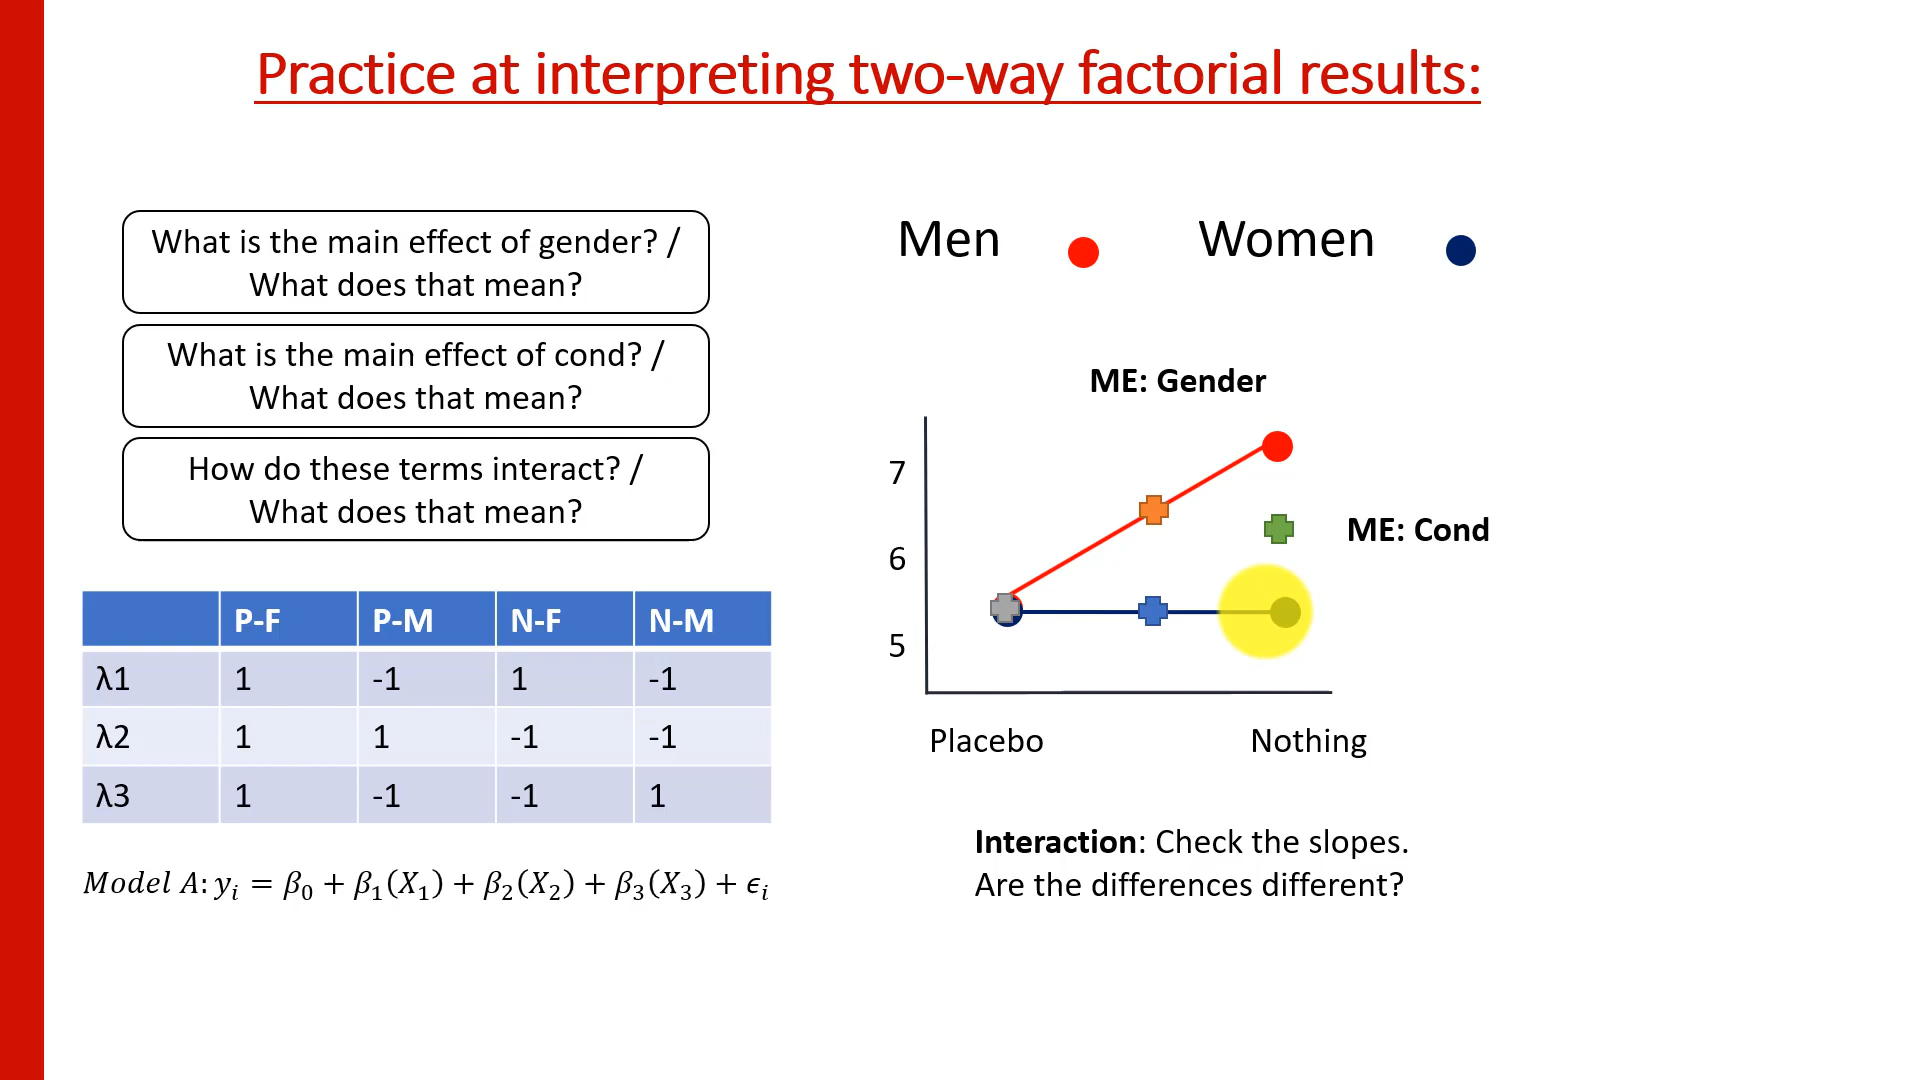 Practice at interpreting two-way factorial results:
What is the main effect of gender? /
What does that mean?
What is the main effect of cond? /
What does that mean?
How do these terms interact? /
What does that mean?
P-F P-M N-F N-M
λ1 1 -1 1 -1
λ2 1 1 -1 -1
λ3 1 -1 -1 1
Model A: yᵢ = β₀ + β₁(X₁) + β₂(X₂) + β₃(X₃) + ϵᵢ
Men Women
ME: Gender
7
ME: Cond
6
5
Placebo Nothing
Interaction: Check the slopes.
Are the differences different?